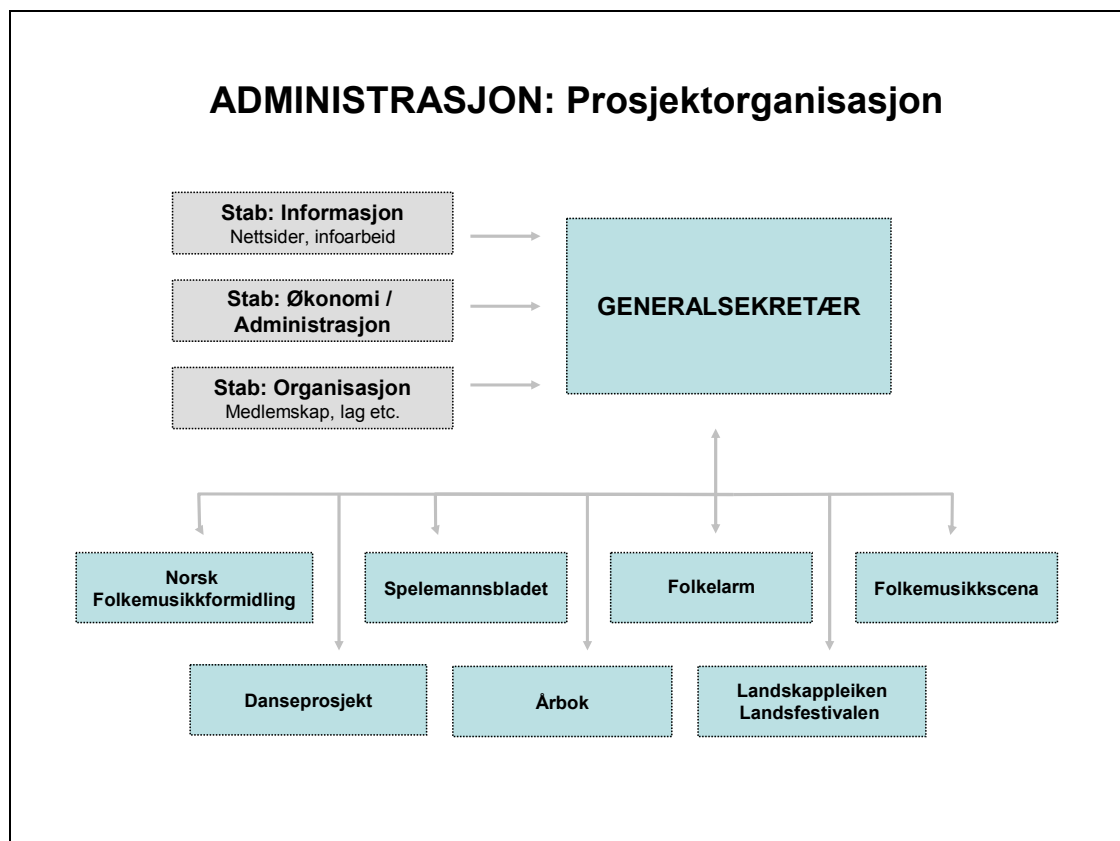 ADMINISTRASJON: Prosjektorganisasjon
Stab: Informasjon
Nettsider, infoarbeid
Stab: Økonomi /
Administrasjon
Stab: Organisasjon
Medlemskap, lag etc.
GENERALSEKRETÆR
Norsk
Folkemusikkformidling
Spelemannsbladet
Folkelarm
Folkemusikkscena
Danseprosjekt
Årbok
Landskappleiken
Landsfestivalen